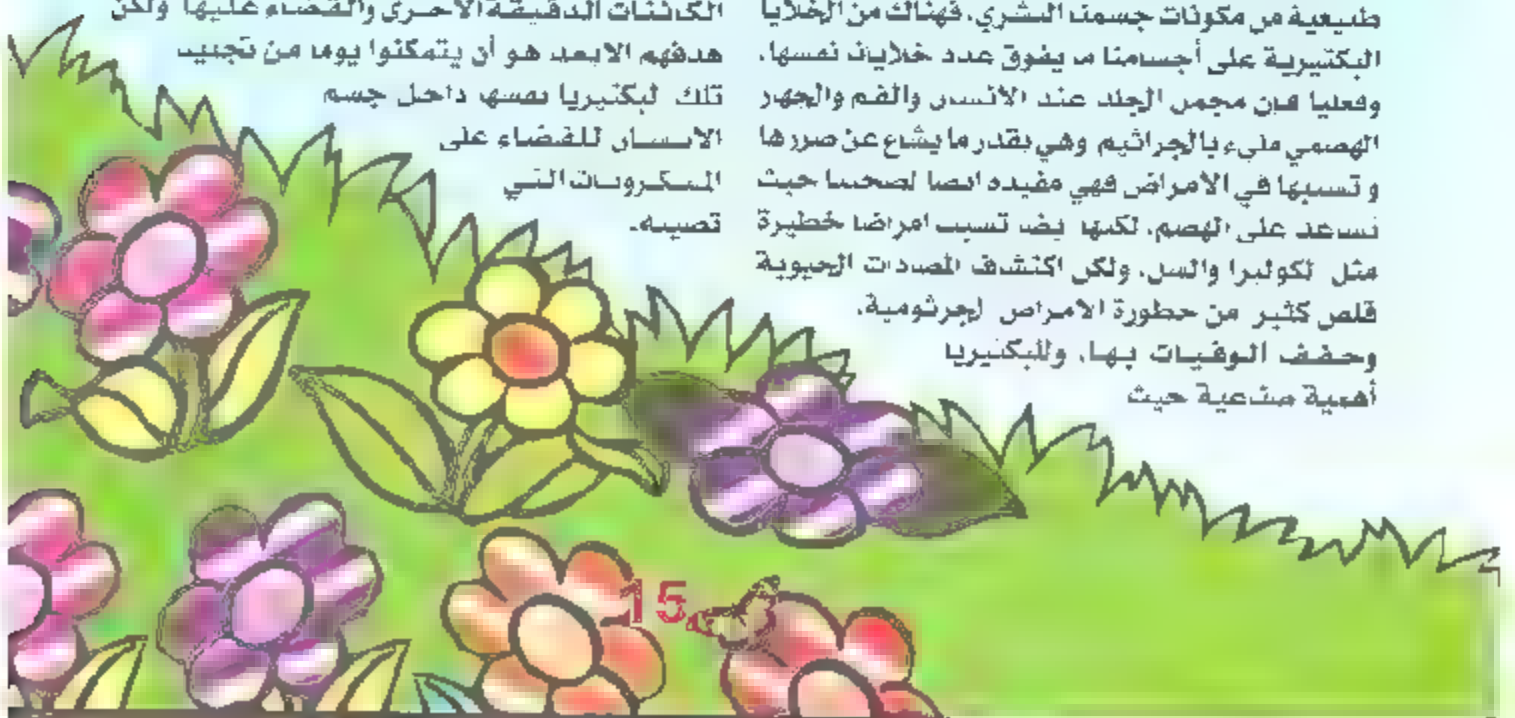 طبيعية من مكونات جسمنا البشري، فهناك من الخلايا
البكتيرية على أجسامنا ما يفوق عدد خلايانا نفسها.
وفعليا فإن مجمل الجلد عند الانسان والفم والجهاز
الهضمي مليء بالجراثيم وهي بقدر ما يشاع عن ضررها
و تسببها في الامراض فهي مفيدة ايضا لصحتنا حيث
تساعد على الهضم. لكنها ايضا تسبب امراضا خطيرة
مثل الكوليرا والسل. ولكن اكتشاف المضادات الحيوية
قلص كثير من خطورة الامراض الجرثومية.
وخفف الوفيات بها. وللبكتيريا
أهمية صناعية حيث
الكائنات الدقيقة الاخرى والقضاء عليها ولكن
هدفهم الابعد هو أن يتمكنوا يوما من تجنيد
تلك البكتيريا نفسها داخل جسم
الانسان للقضاء على
الميكروبات التي
تصيبه.
15